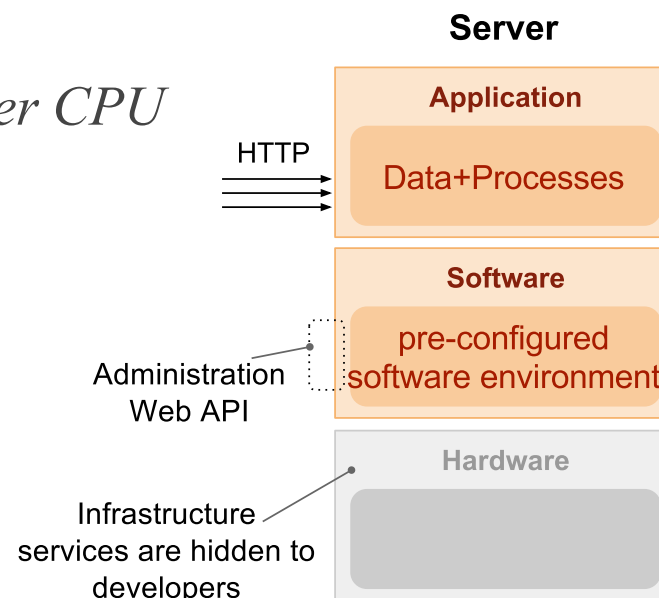 Server
er CPU
Application
HTTP
Data+Processes
Software
pre-configured
software environment
Administration
Web API
Hardware
Infrastructure
services are hidden to
developers